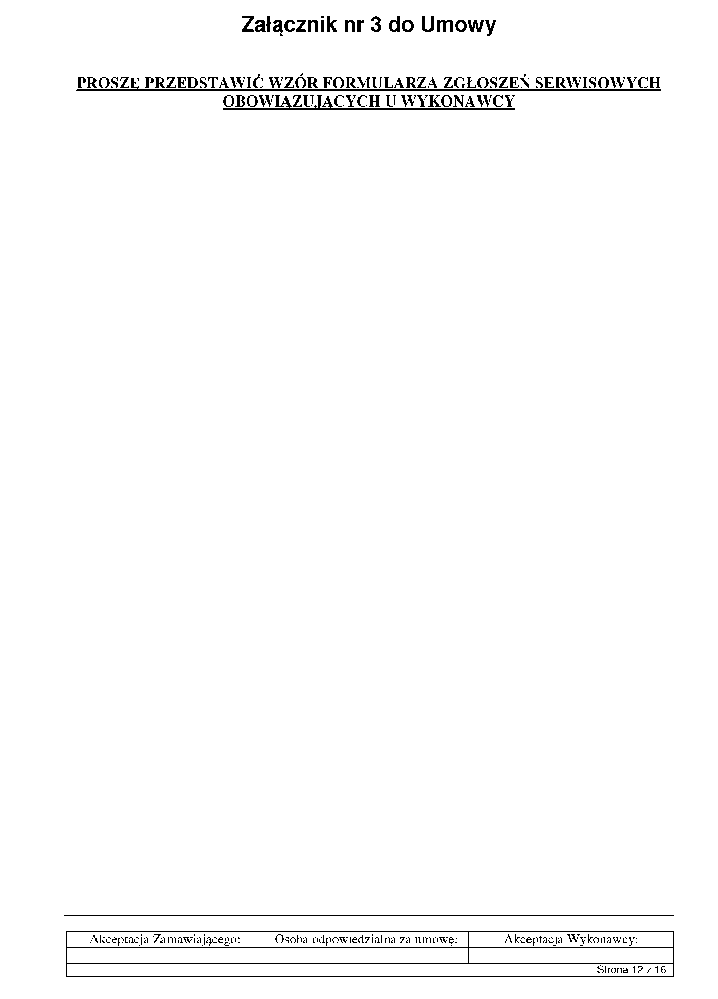 Załącznik nr 3 do Umowy
PROSZĘ PRZEDSTAWIĆ WZÓR FORMULARZA ZGŁOSZEŃ SERWISOWYCH
OBOWIĄZUJĄCYCH U WYKONAWCY
Akceptacja Zamawiającego:
Osoba odpowiedzialna za umowę:
Akceptacja Wykonawcy:
Strona 12 z 16